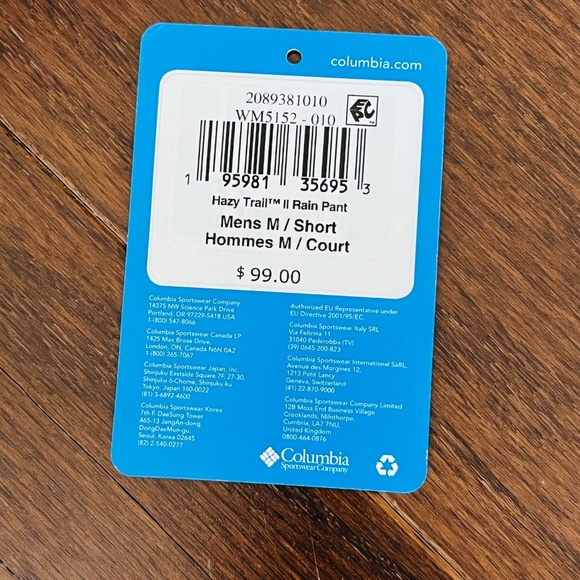 columbia.com
2089381010
WM5152 - 010
EPC™
1 95981 35695 3
Hazy Trail™ II Rain Pant
Mens M / Short
Hommes M / Court
$ 99.00
Columbia Sportswear Company
14375 NW Science Park Drive
Portland, OR 97229-5418 USA
1-(800) 547-8066
Columbia Sportswear Canada LP
1425 Max Brose Drive,
London, ON, Canada N6N 0A2
1-(800) 265-7067
Columbia Sportswear Japan, Inc.
Shinjuku Eastside Square 7F, 27-30,
Shinjuku 6-Chome, Shinjuku-ku
Tokyo, Japan 160-0022
(81) 3-6892-4600
Columbia Sportswear Korea
7th F. DaeSung Tower
465-13 JangAn-dong.
DongDaeMun-gu,
Seoul, Korea 02645
(82) 2-540-0277
Authorized EU Representative under
EU Directive 2001/95/EC.
Columbia Sportswear Italy SRL
Via Feltrina 11
31040 Pederobba (TV)
(39) 0645-200-823
Columbia Sportswear International SàRL,
Avenue des Morgines 12,
1213 Petit Lancy
Geneva, Switzerland
(41) 22-870-9000
Columbia Sportswear Company Limited
12B Moss End Business Village
Crooklands, Milnthorpe,
Cumbria, LA7 7NU,
United Kingdom
0800-464-0876
Columbia
Sportswear Company